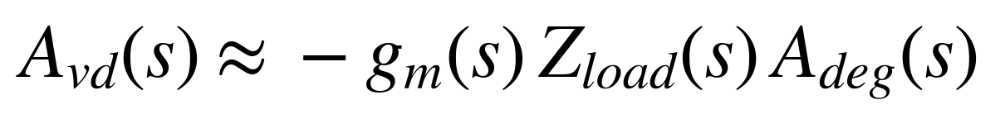 A_{vd}(s) ≈ − g_m(s) Z_{load}(s) A_{deg}(s)